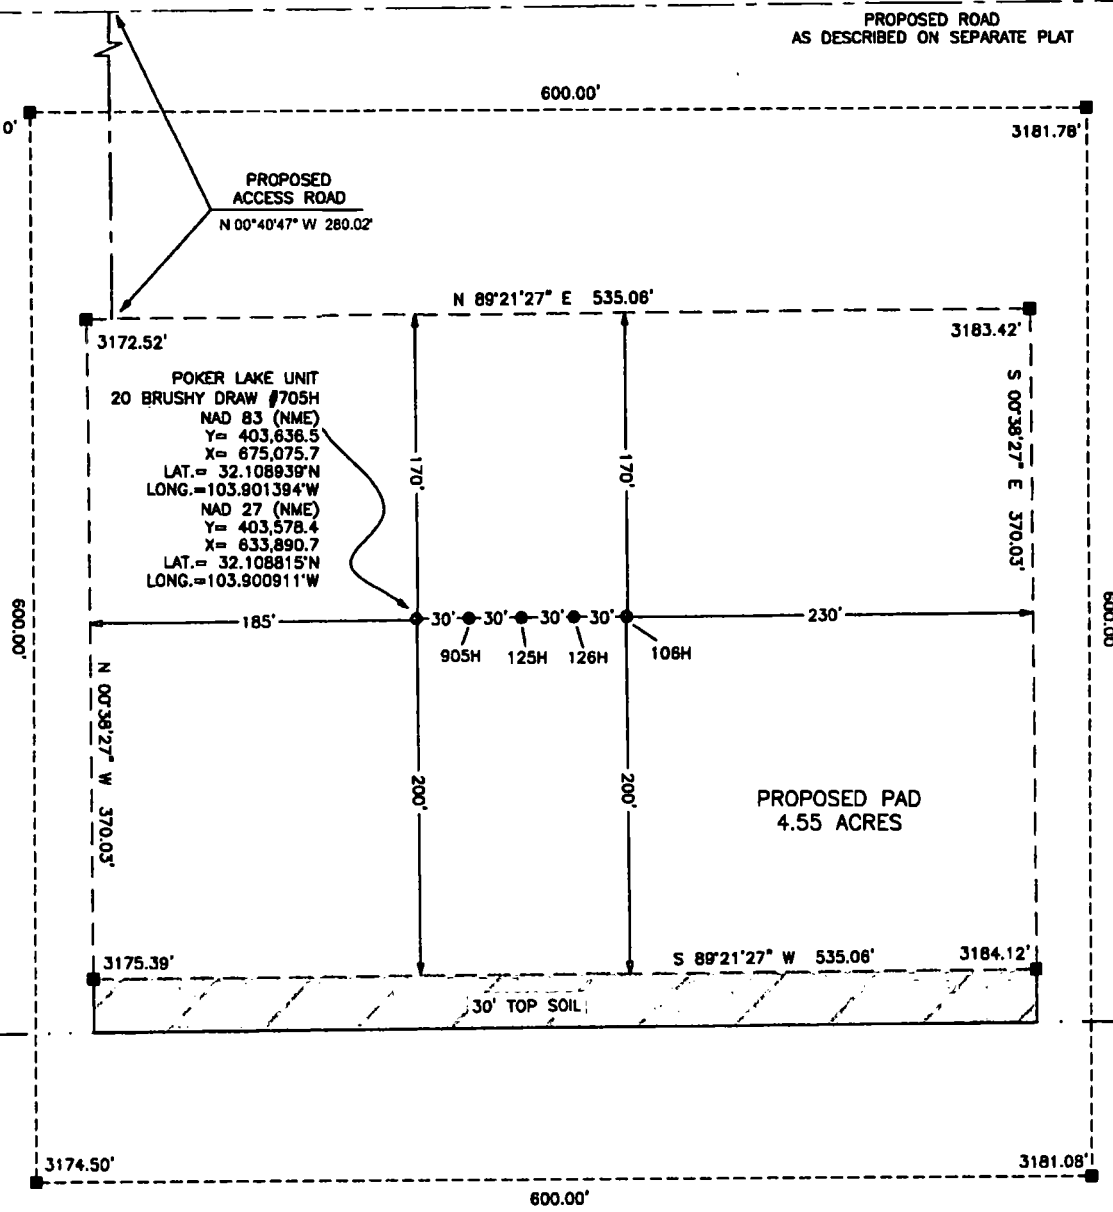 PROPOSED ROAD
AS DESCRIBED ON SEPARATE PLAT
600.00'
0'
3181.78'
PROPOSED
ACCESS ROAD
N 00°40'47" W 280.02'
N 89°21'27" E 535.06'
3172.52'
3183.42'
POKER LAKE UNIT
20 BRUSHY DRAW #705H
NAD 83 (NME)
Y= 403,636.5
X= 675,075.7
LAT.= 32.108939°N
LONG.=103.901394°W
NAD 27 (NME)
Y= 403,578.4
X= 633,890.7
LAT.= 32.108815°N
LONG.=103.900911°W
170'
170'
S 00°38'27" E 370.03'
600.00'
600.00
185'
30'
30'
30'
30'
230'
905H
125H
126H
106H
N 00°38'27" W 370.03'
200'
200'
PROPOSED PAD
4.55 ACRES
3175.39'
S 89°21'27" W 535.06'
3184.12'
30' TOP SOIL
3174.50'
3181.08'
600.00'